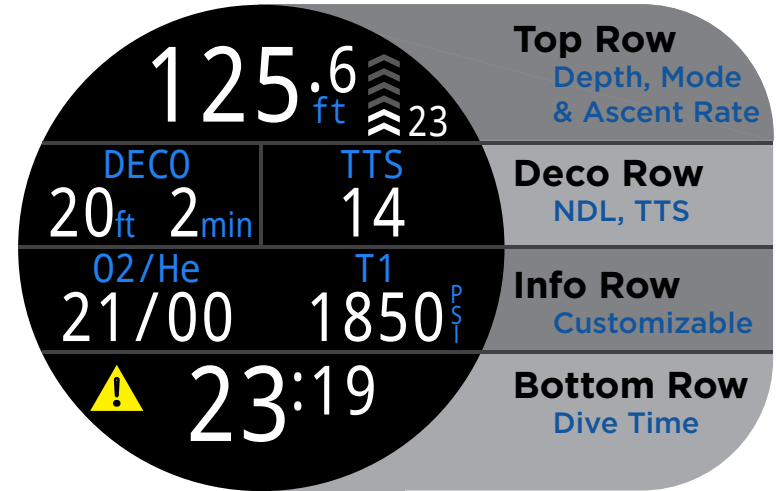 125.6 ft 23
Top Row
Depth, Mode
& Ascent Rate
DECO TTS
20ft 2min 14
Deco Row
NDL, TTS
O2/He T1
21/00 1850 PSI
Info Row
Customizable
! 23:19
Bottom Row
Dive Time